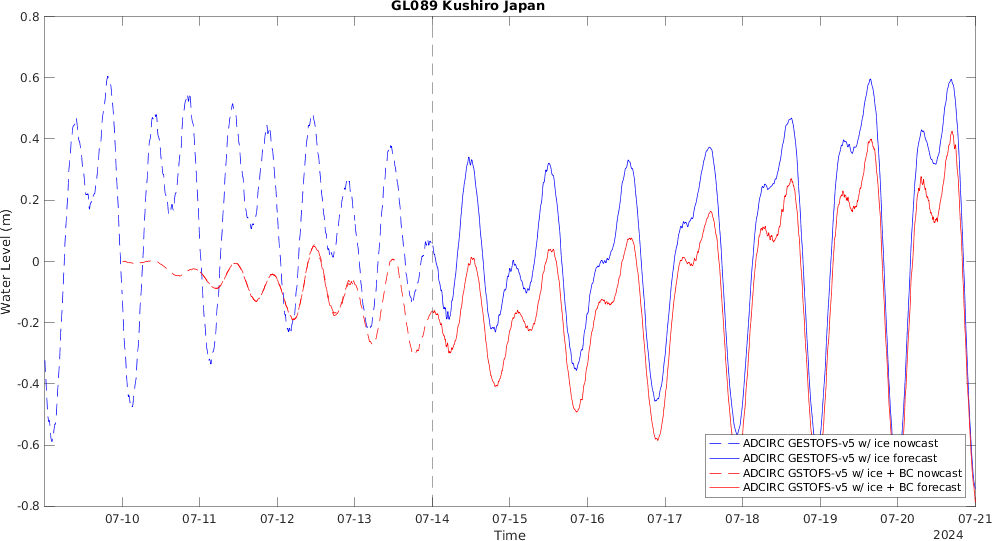 GL089 Kushiro Japan
0.8
0.6
0.4
0.2
0
-0.2
-0.4
-0.6
-0.8
Water Level (m)
ADCIRC GESTOFS-v5 w/ ice nowcast
ADCIRC GESTOFS-v5 w/ ice forecast
ADCIRC GSTOFS-v5 w/ ice + BC nowcast
ADCIRC GSTOFS-v5 w/ ice + BC forecast
07-10 07-11 07-12 07-13 07-14 07-15 07-16 07-17 07-18 07-19 07-20 07-21
Time
2024